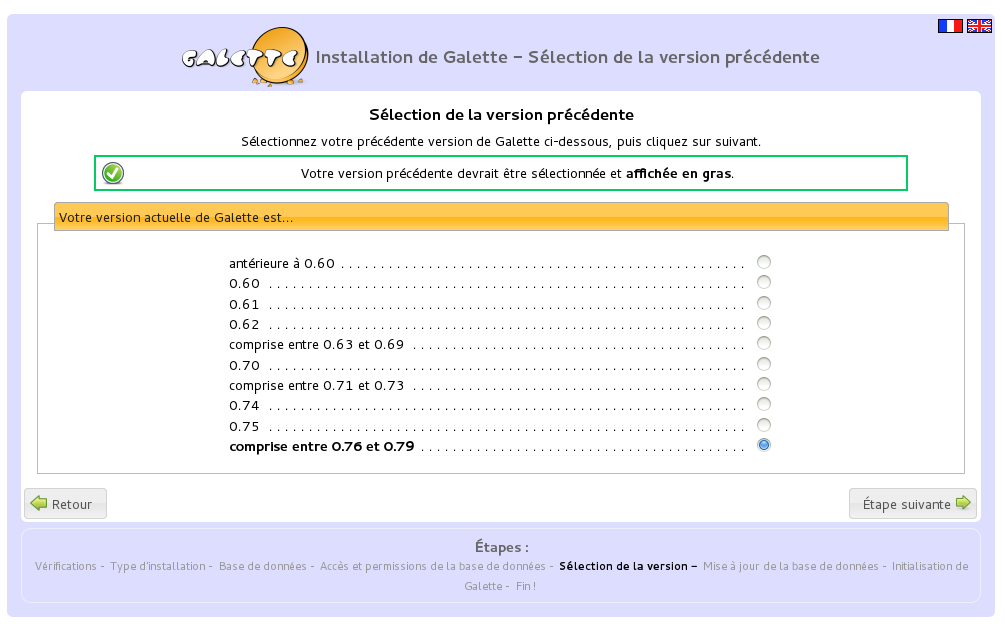 GALETTE
Installation de Galette - Sélection de la version précédente
Sélection de la version précédente
Sélectionnez votre précédente version de Galette ci-dessous, puis cliquez sur suivant.
Votre version précédente devrait être sélectionnée et affichée en gras.
Votre version actuelle de Galette est...
antérieure à 0.60
0.60
0.61
0.62
comprise entre 0.63 et 0.69
0.70
comprise entre 0.71 et 0.73
0.74
0.75
comprise entre 0.76 et 0.79
Retour
Étape suivante
Étapes :
Vérifications - Type d'installation - Base de données - Accès et permissions de la base de données - Sélection de la version - Mise à jour de la base de données - Initialisation de
Galette - Fin !